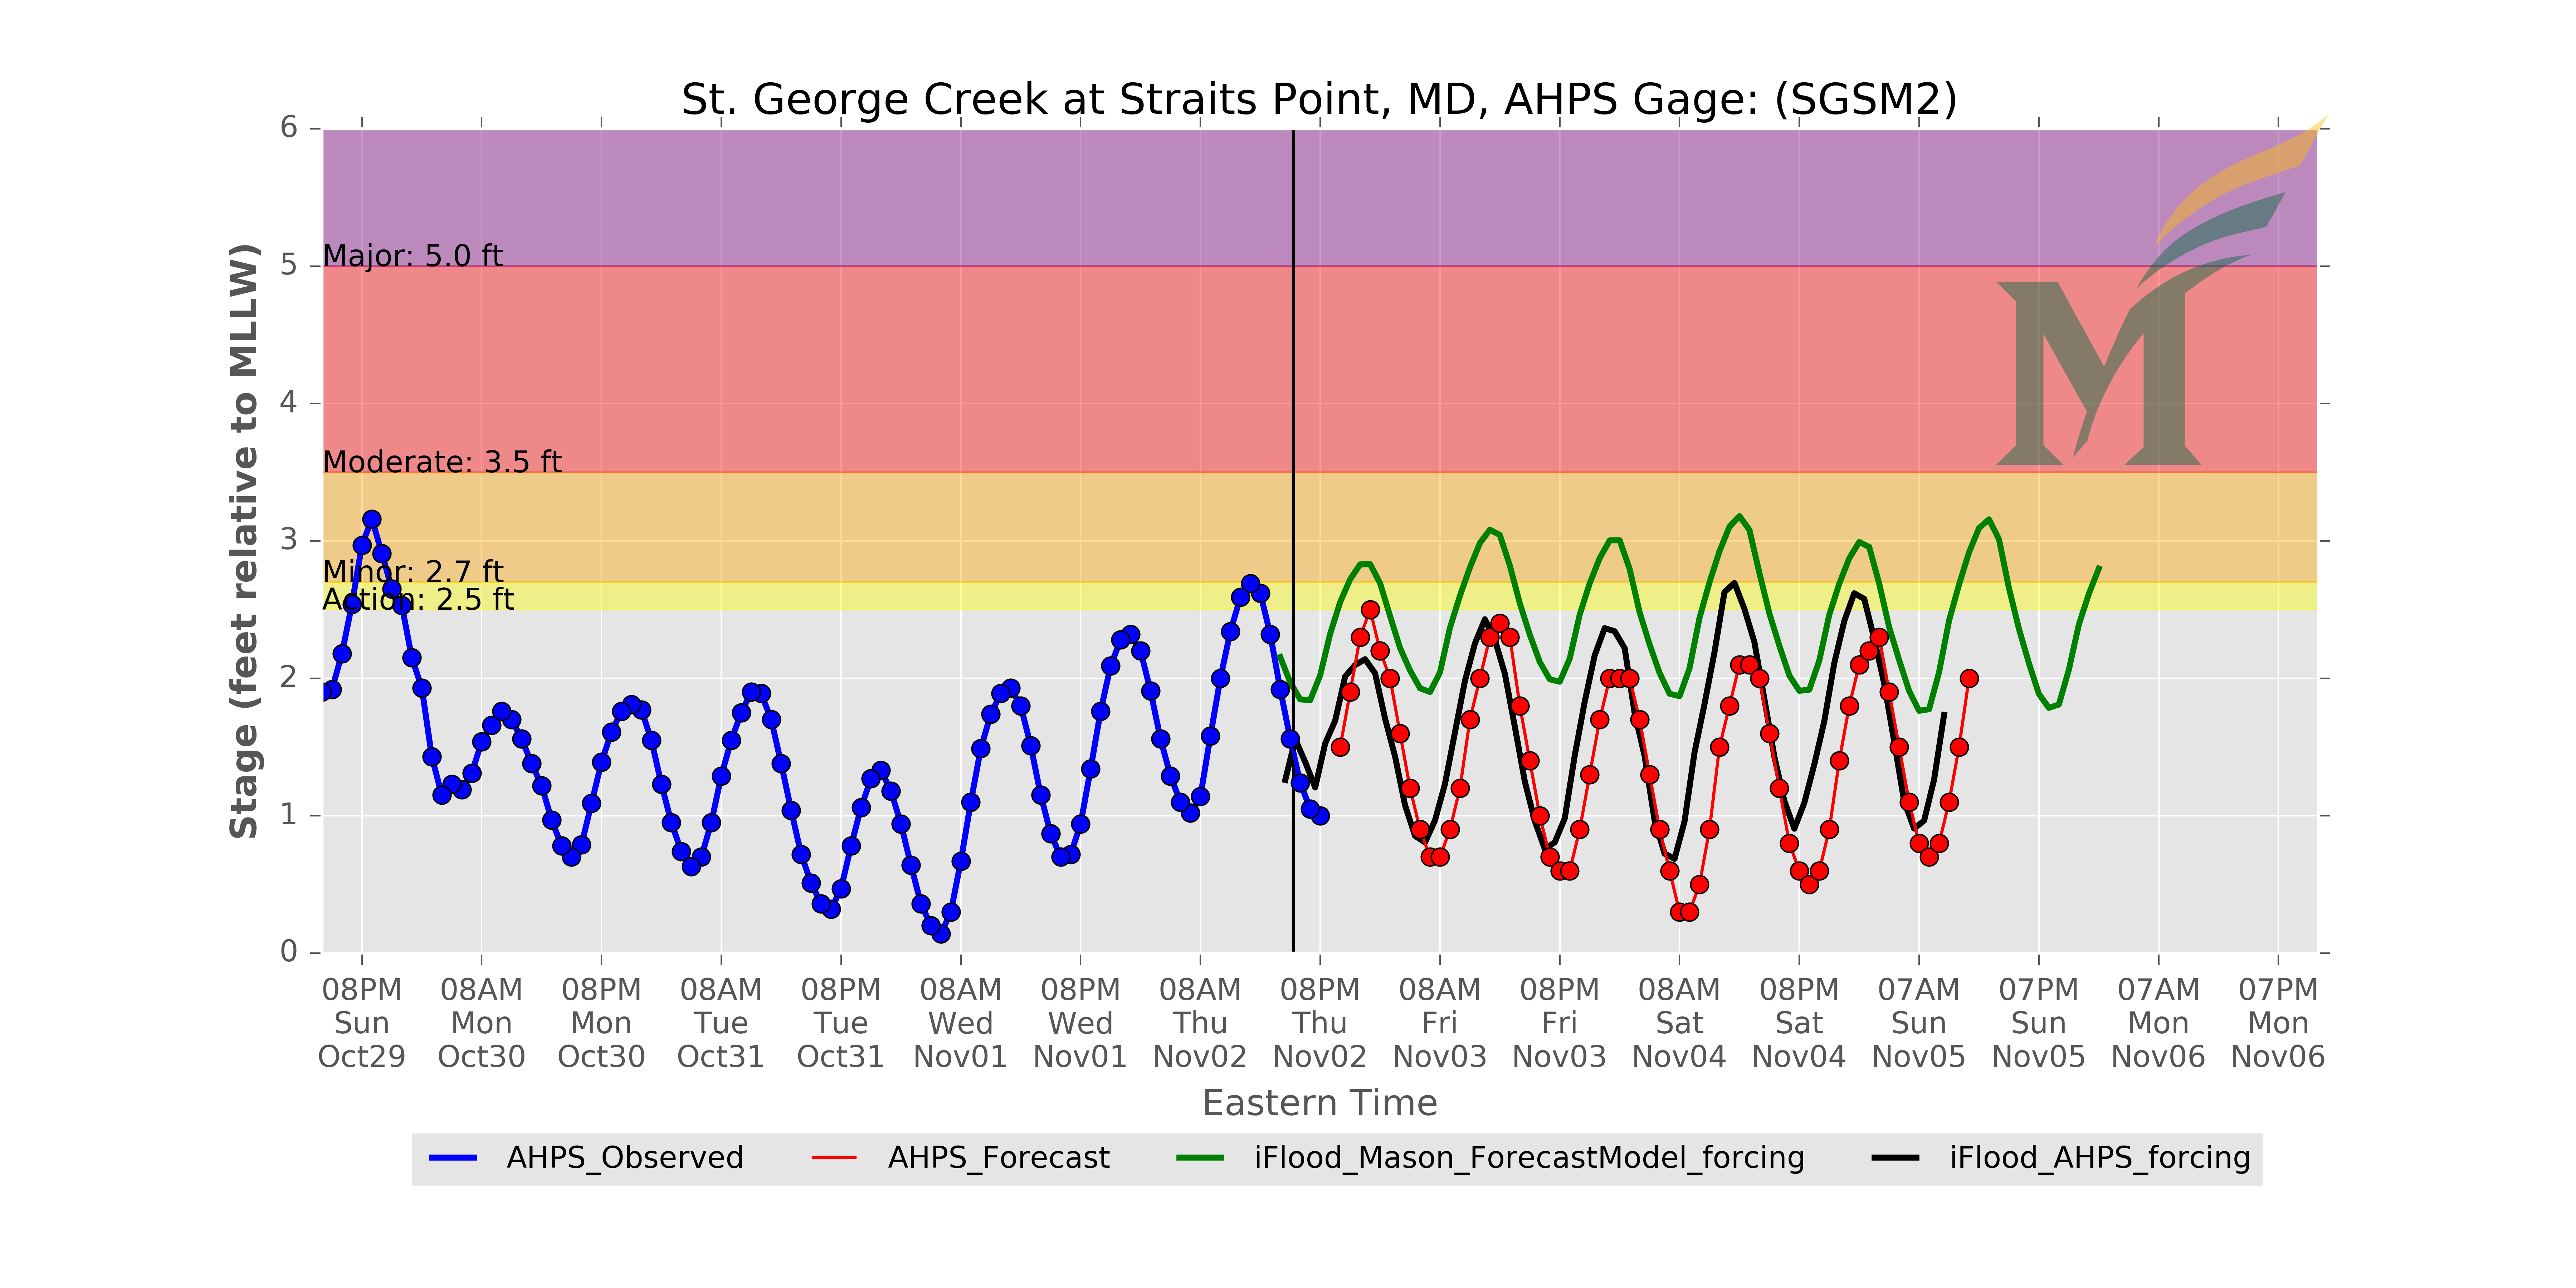 St. George Creek at Straits Point, MD, AHPS Gage: (SGSM2)
Stage (feet relative to MLLW)
6
5
4
3
2
1
0
Major: 5.0 ft
Moderate: 3.5 ft
Minor: 2.7 ft
Action: 2.5 ft
M
08PM 08AM 08PM 08AM 08PM 08AM 08PM 08AM 08PM 08AM 08PM 08AM 08PM 07AM 07PM 07AM 07PM
Sun Mon Mon Tue Tue Wed Wed Thu Thu Fri Fri Sat Sat Sun Sun Mon Mon
Oct29 Oct30 Oct30 Oct31 Oct31 Nov01 Nov01 Nov02 Nov02 Nov03 Nov03 Nov04 Nov04 Nov05 Nov05 Nov06 Nov06
Eastern Time
AHPS_Observed AHPS_Forecast iFlood_Mason_ForecastModel_forcing iFlood_AHPS_forcing